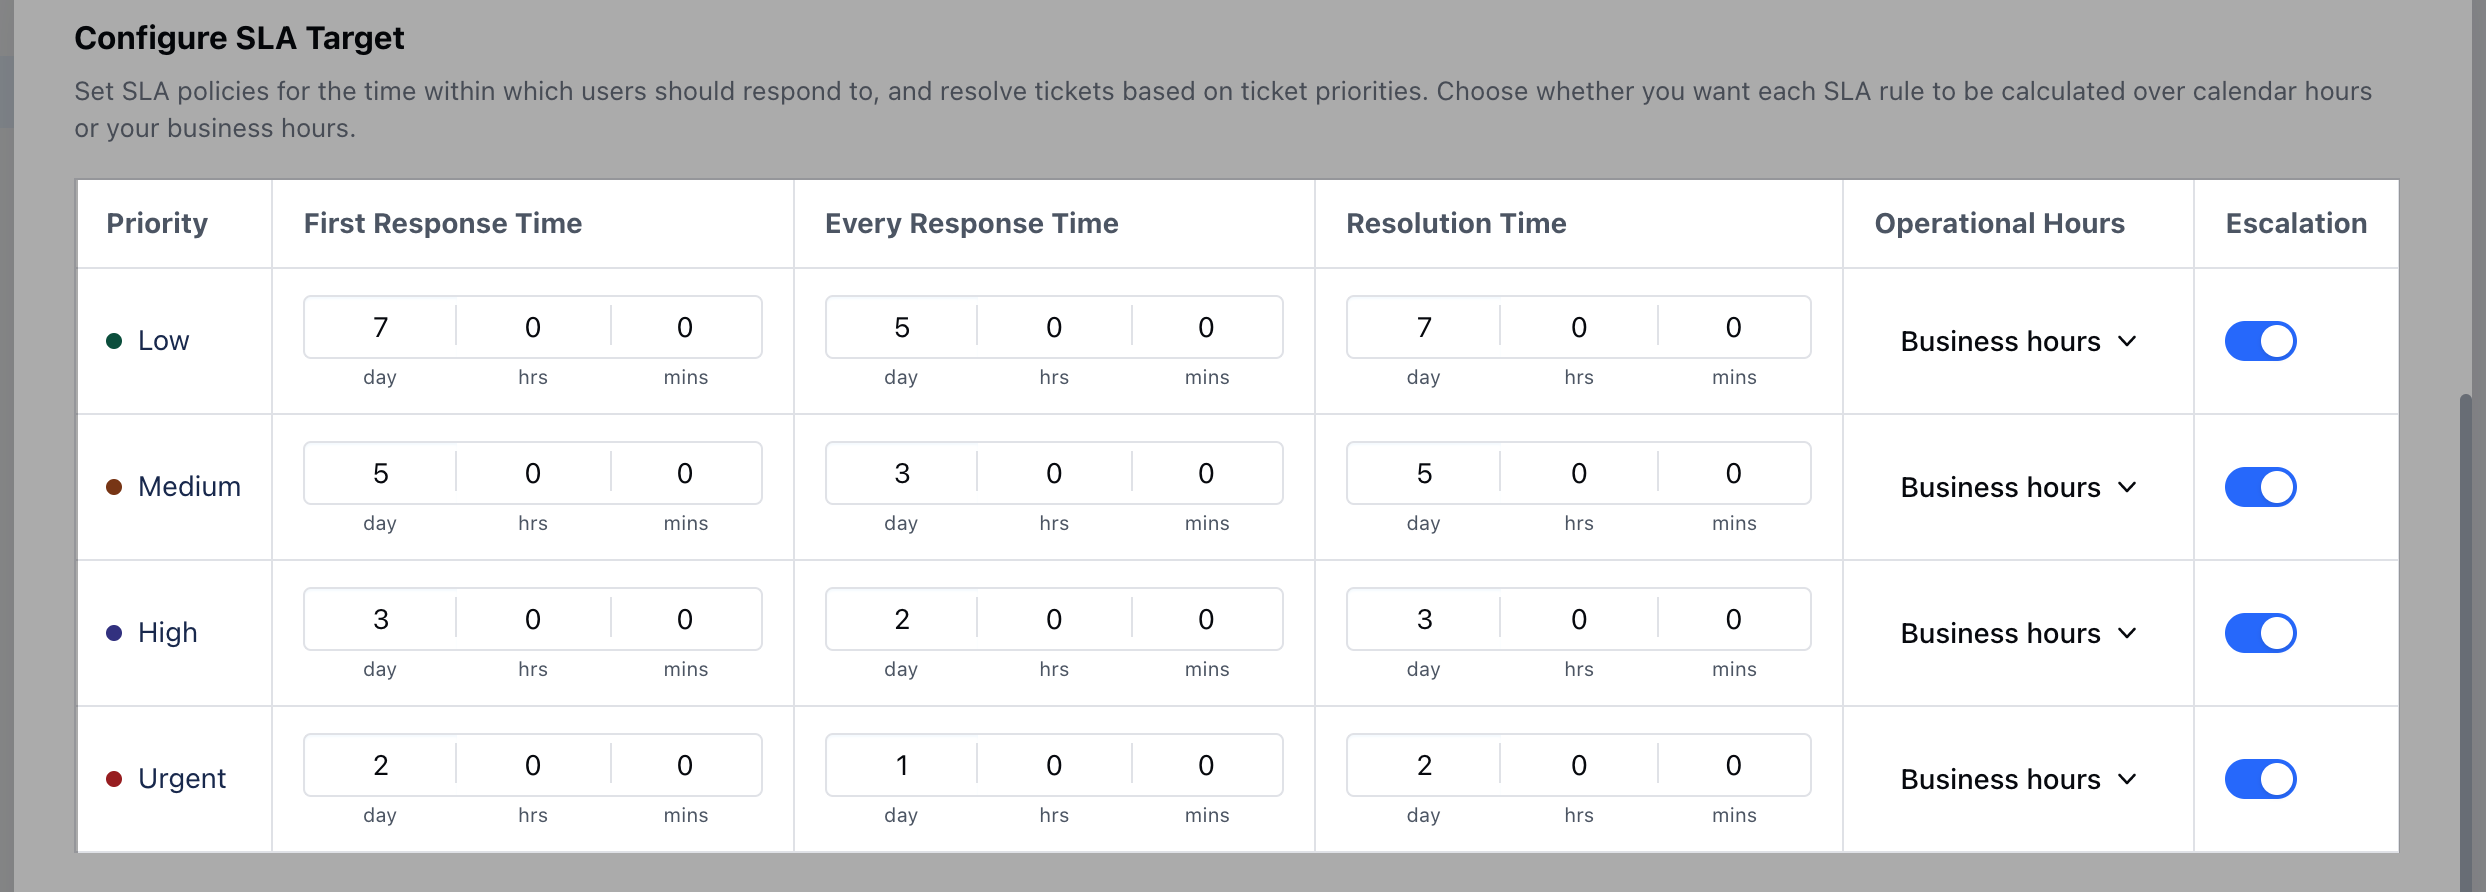 Configure SLA Target
Set SLA policies for the time within which users should respond to, and resolve tickets based on ticket priorities. Choose whether you want each SLA rule to be calculated over calendar hours
or your business hours.
Priority First Response Time Every Response Time Resolution Time Operational Hours Escalation
Low 7 0 0 5 0 0 7 0 0 Business hours
day hrs mins day hrs mins day hrs mins
Medium 5 0 0 3 0 0 5 0 0 Business hours
day hrs mins day hrs mins day hrs mins
High 3 0 0 2 0 0 3 0 0 Business hours
day hrs mins day hrs mins day hrs mins
Urgent 2 0 0 1 0 0 2 0 0 Business hours
day hrs mins day hrs mins day hrs mins